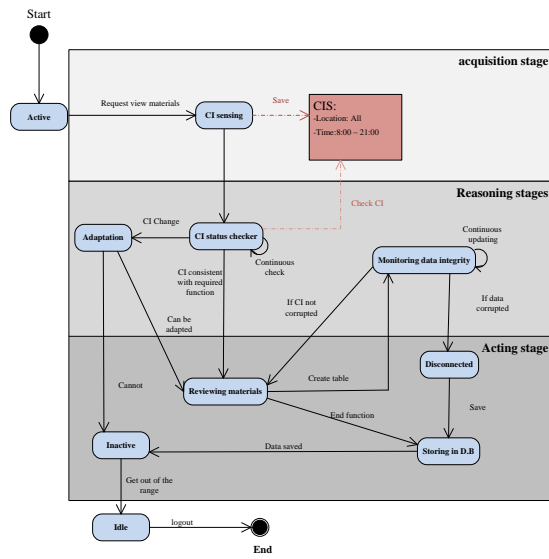 Start
acquisition stage
Request view materials
Save
CIS:
-Location: All
-Time:8:00 – 21:00
Active
CI sensing
Reasoning stages
Check CI
CI Change
Continuous
updating
Adaptation
CI status checker
Monitoring data integrity
Continuous
check
CI consistent
with required
function
If CI not
corrupted
If data
corrupted
Can be
adapted
Acting stage
Disconnected
Cannot
Reviewing materials
Create table
Save
End function
Inactive
Data saved
Storing in D.B
Get out of the
range
Idle
logout
End